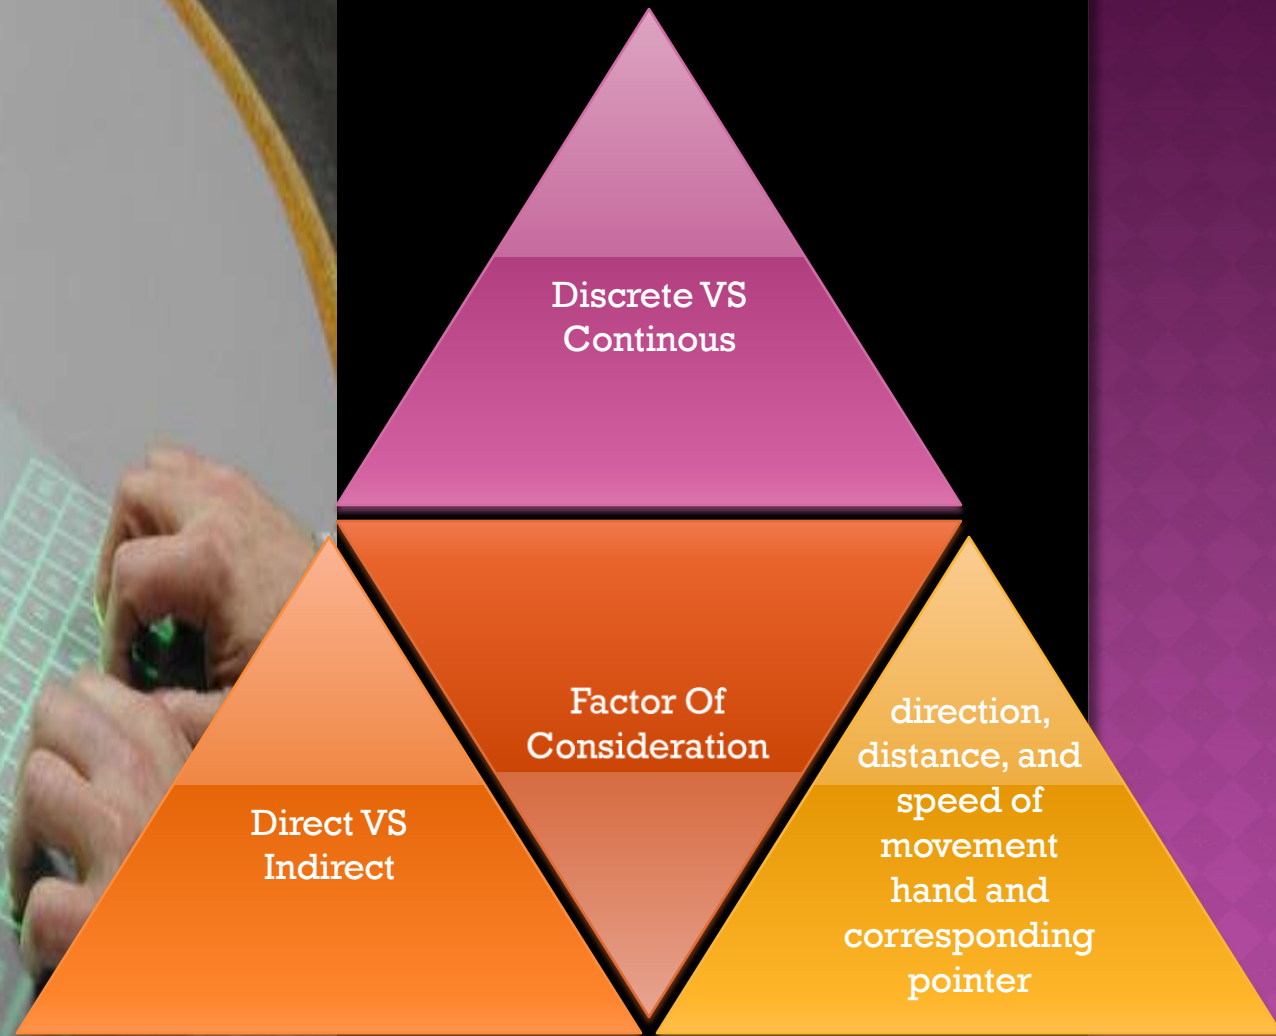 Discrete VS
Continous
Factor Of
Consideration
Direct VS
Indirect
direction,
distance, and
speed of
movement
hand and
corresponding
pointer